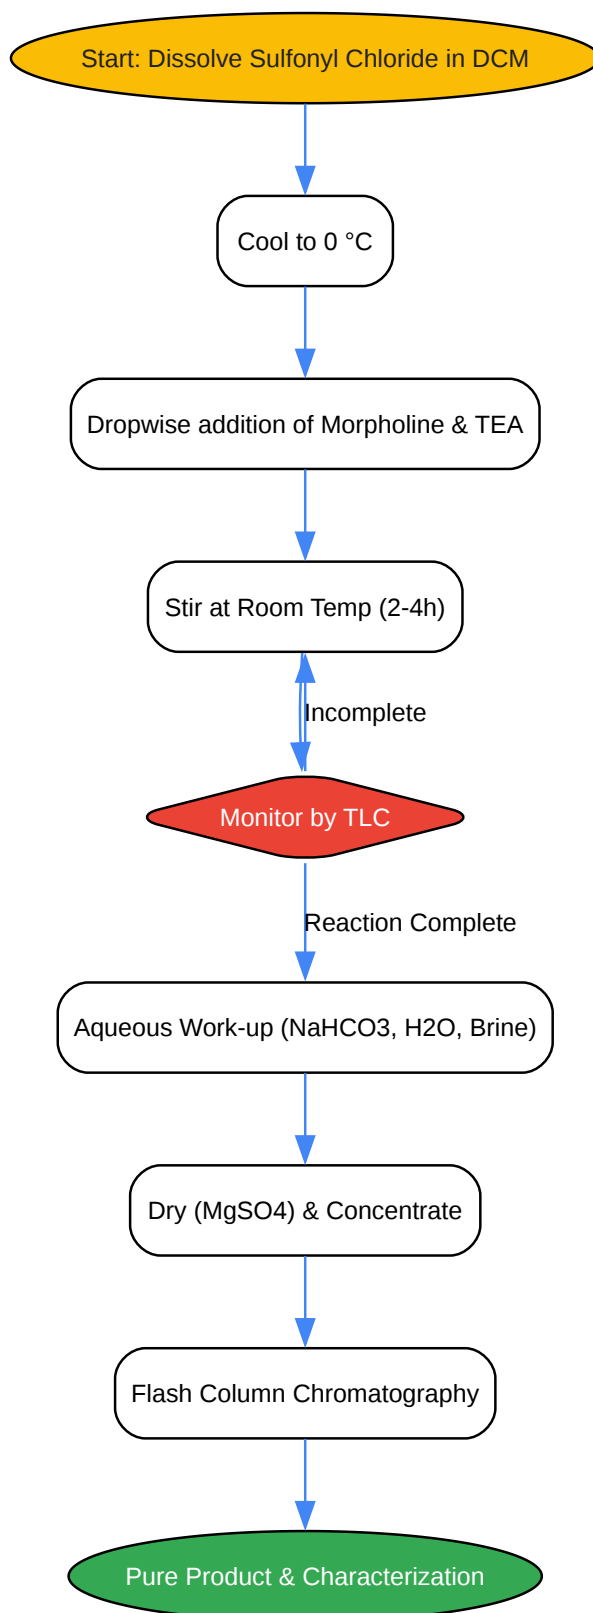 Start: Dissolve Sulfonyl Chloride in DCM
Cool to 0 °C
Dropwise addition of Morpholine & TEA
Stir at Room Temp (2-4h)
Incomplete
Monitor by TLC
Reaction Complete
Aqueous Work-up (NaHCO3, H2O, Brine)
Dry (MgSO4) & Concentrate
Flash Column Chromatography
Pure Product & Characterization